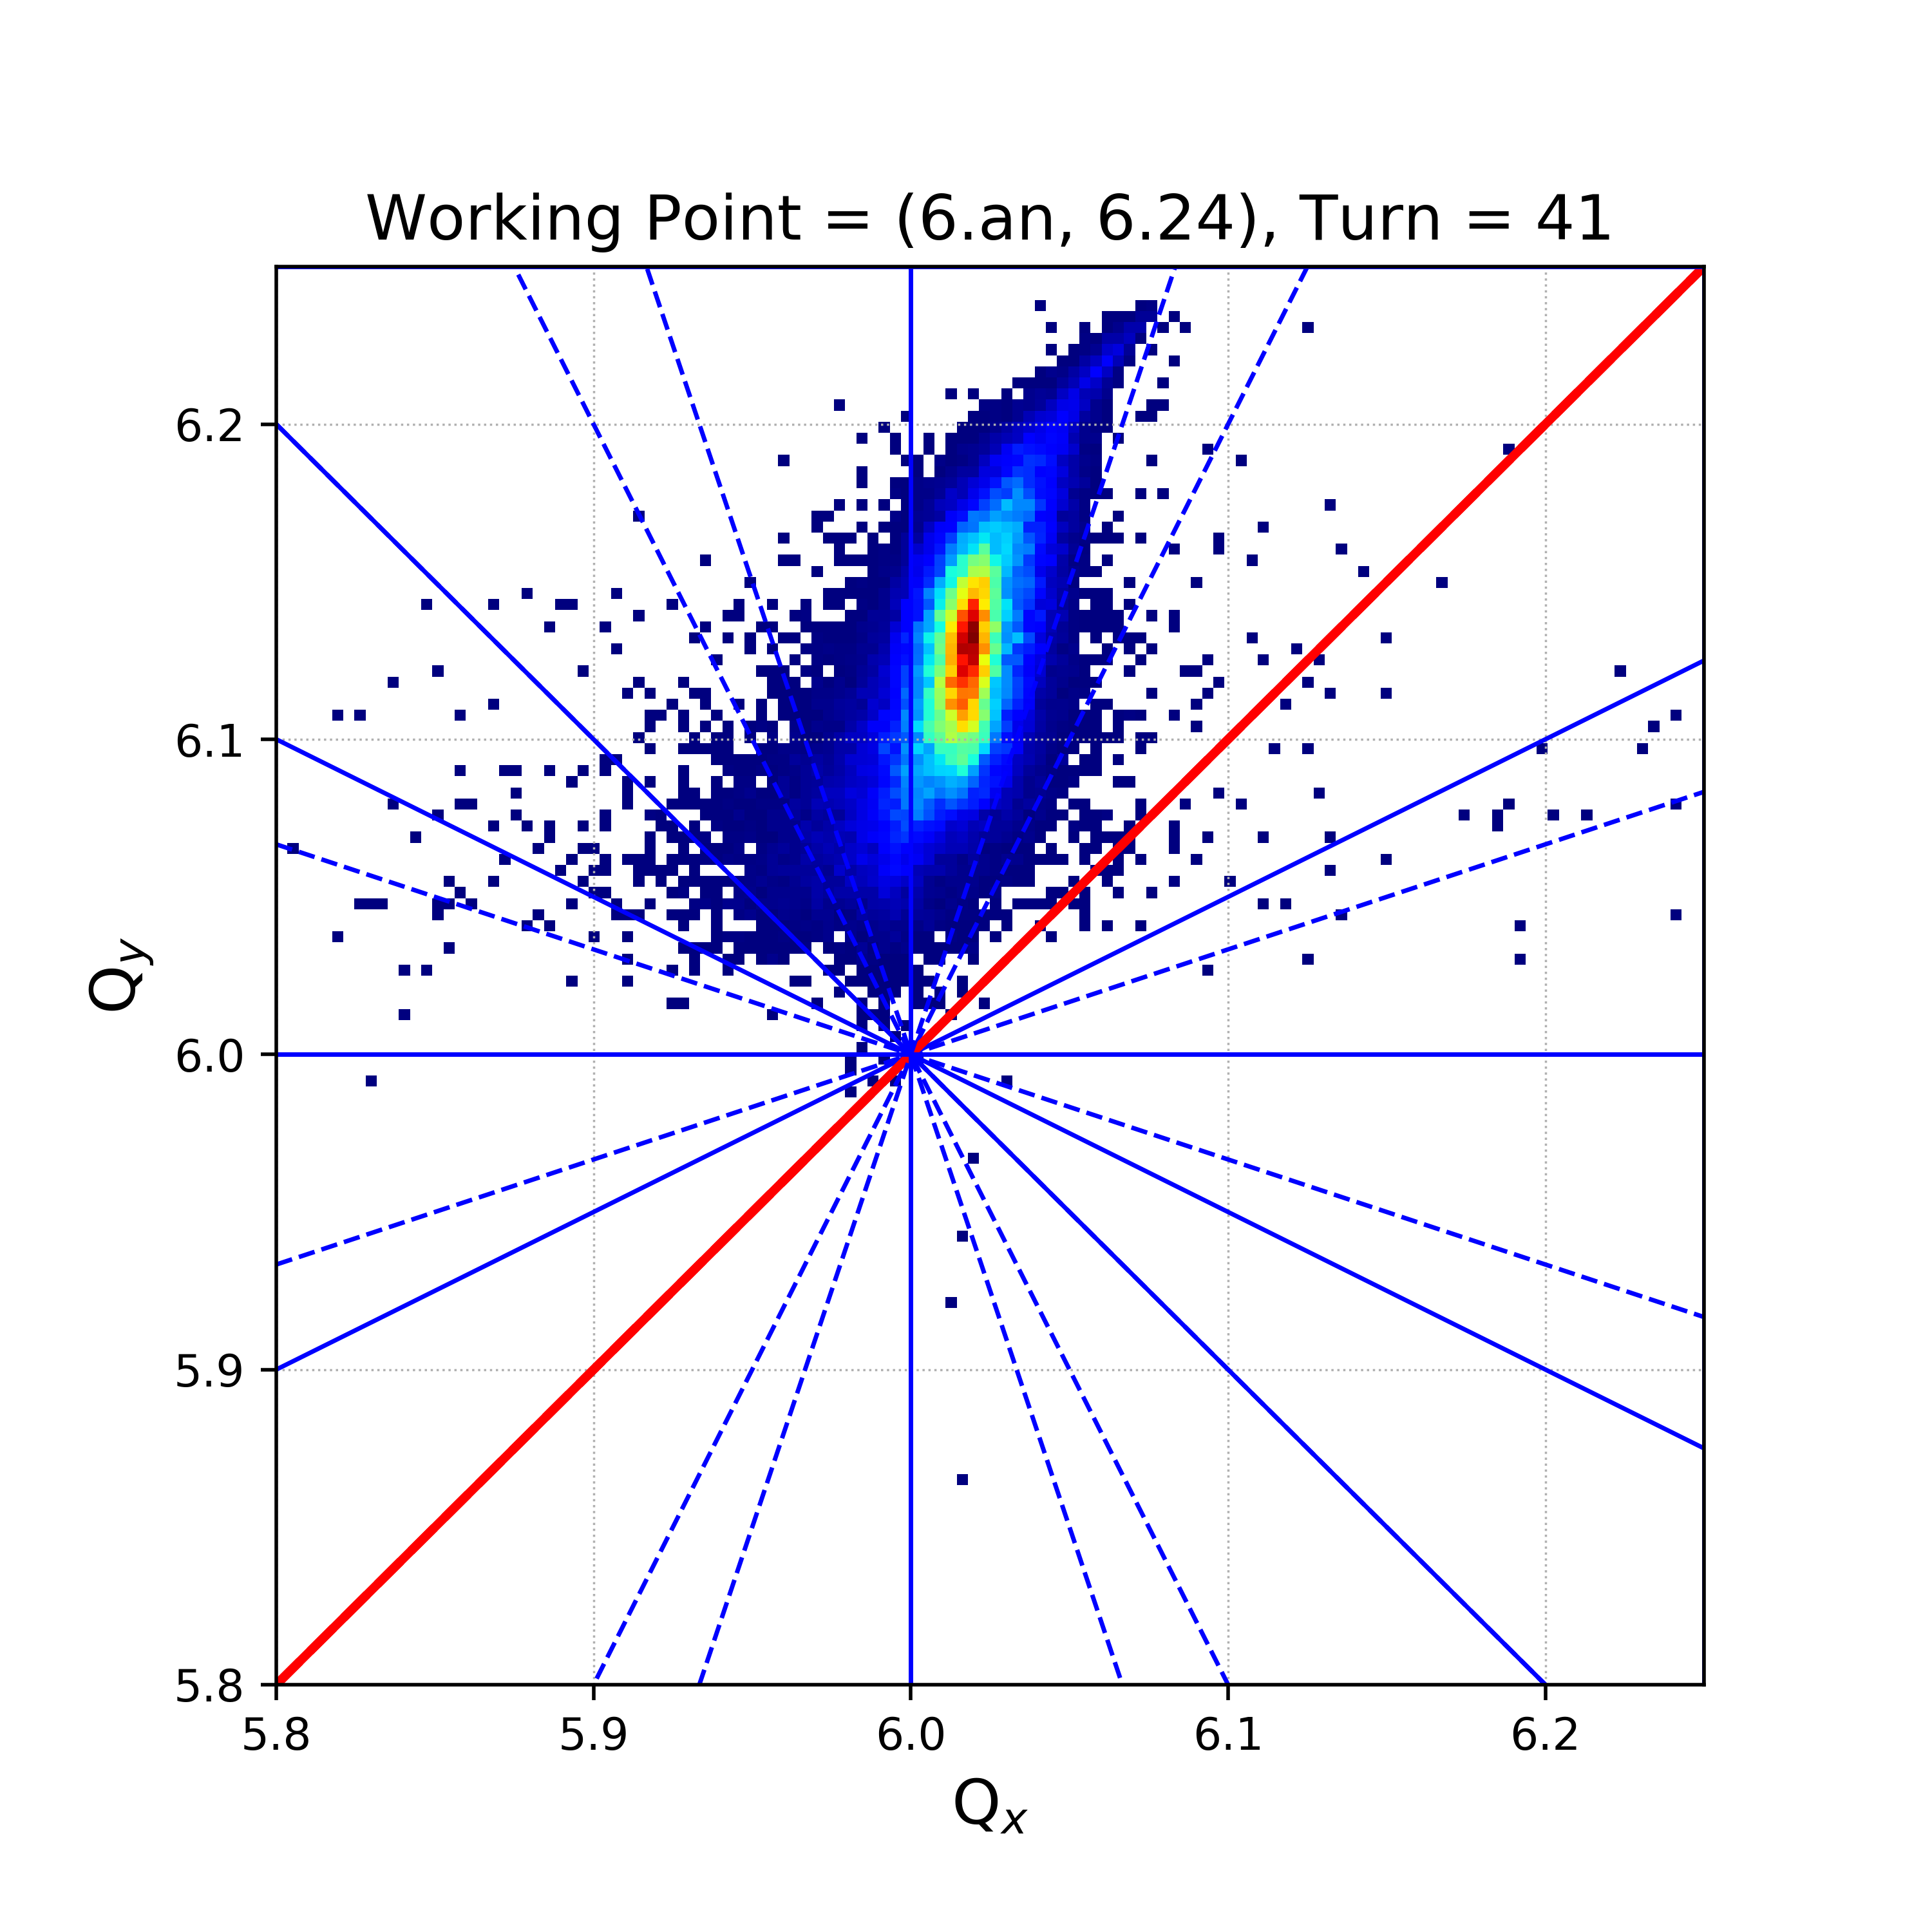 Working Point = (6.an, 6.24), Turn = 41
6.2
6.1
6.0
5.9
5.8
Qy
5.8 5.9 6.0 6.1 6.2
Qx